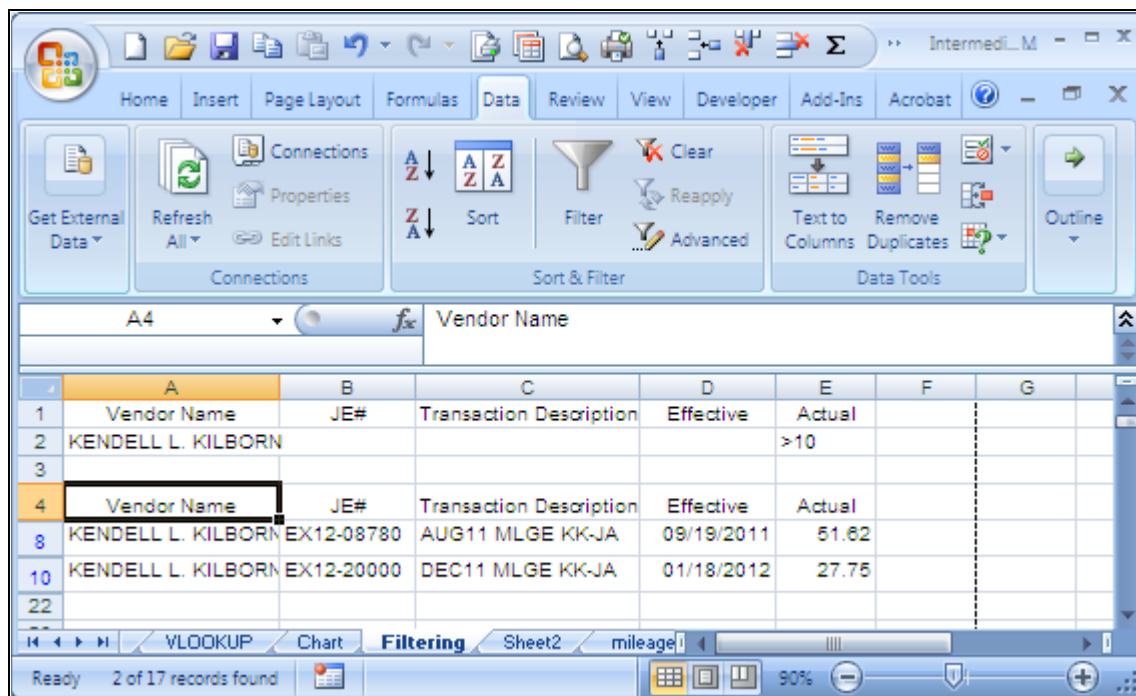 Intermedi... M
Home Insert Page Layout Formulas Data Review View Developer Add-Ins Acrobat
Get External Data
Refresh All
Connections
Properties
Edit Links
Connections
A Z
Z A
A Z Z A
Sort
Filter
Clear
Reapply
Advanced
Sort & Filter
Text to Columns
Remove Duplicates
Data Tools
Outline
A4 fx Vendor Name
A B C D E F G
1 Vendor Name JE# Transaction Description Effective Actual
2 KENDELL L. KILBORN >10
3
4 Vendor Name JE# Transaction Description Effective Actual
8 KENDELL L. KILBORN EX12-08780 AUG11 MLGE KK-JA 09/19/2011 51.62
10 KENDELL L. KILBORN EX12-20000 DEC11 MLGE KK-JA 01/18/2012 27.75
22
VLOOKUP Chart Filtering Sheet2 mileage
Ready 2 of 17 records found 90%